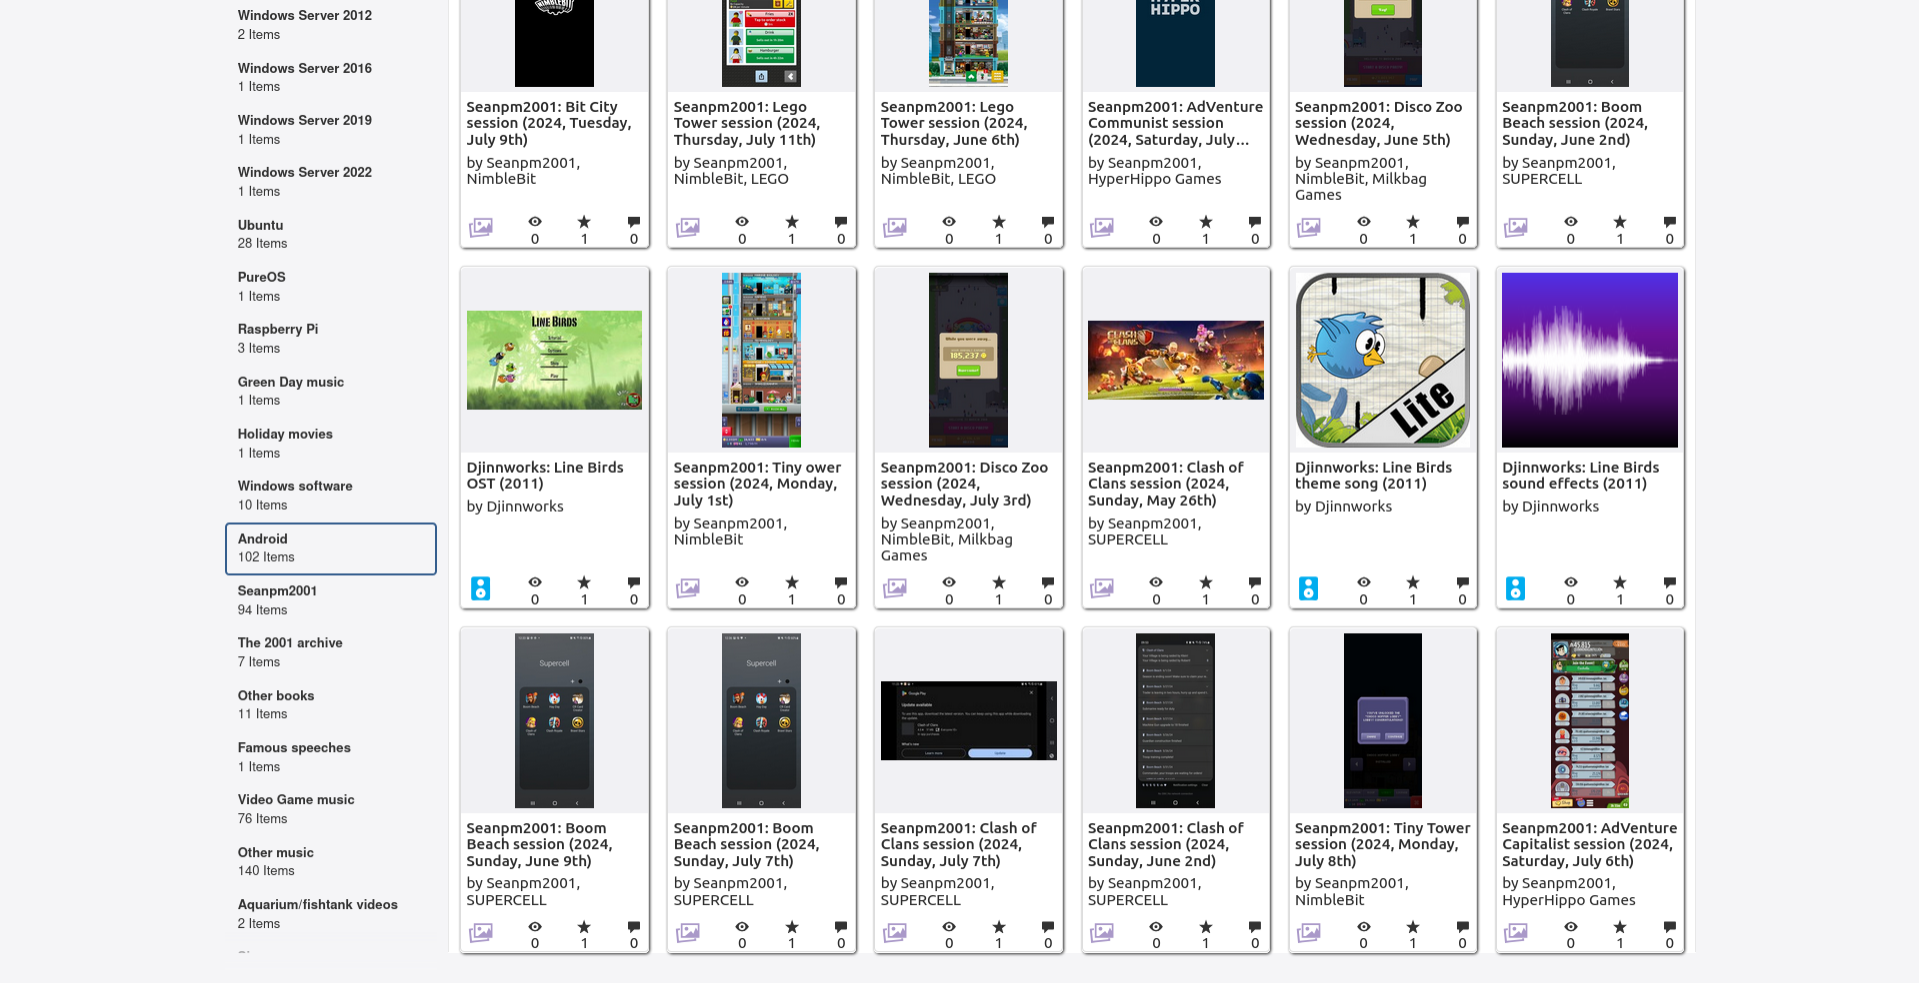 Windows Server 2012
2 Items
Windows Server 2016
1 Items
Windows Server 2019
1 Items
Windows Server 2022
1 Items
Ubuntu
28 Items
PureOS
1 Items
Raspberry Pi
3 Items
Green Day music
1 Items
Holiday movies
1 Items
Windows software
10 Items
Android
102 Items
Seanpm2001
94 Items
The 2001 archive
7 Items
Other books
11 Items
Famous speeches
1 Items
Video Game music
76 Items
Other music
140 Items
Aquarium/fishtank videos
2 Items
NIMBLEBIT
HIPPO
Seanpm2001: Bit City
session (2024, Tuesday,
July 9th)
by Seanpm2001,
NimbleBit
0 1 0
Seanpm2001: Lego
Tower session (2024,
Thursday, July 11th)
by Seanpm2001,
NimbleBit, LEGO
0 1 0
Seanpm2001: Lego
Tower session (2024,
Thursday, June 6th)
by Seanpm2001,
NimbleBit, LEGO
0 1 0
Seanpm2001: AdVenture
Communist session
(2024, Saturday, July...
by Seanpm2001,
HyperHippo Games
0 1 0
Seanpm2001: Disco Zoo
session (2024,
Wednesday, June 5th)
by Seanpm2001,
NimbleBit, Milkbag
Games
0 1 0
Seanpm2001: Boom
Beach session (2024,
Sunday, June 2nd)
by Seanpm2001,
SUPERCELL
0 1 0
LINE BIRDS
Djinnworks: Line Birds
OST (2011)
by Djinnworks
0 1 0
Seanpm2001: Tiny ower
session (2024, Monday,
July 1st)
by Seanpm2001,
NimbleBit
0 1 0
While you were away...
105,237
Seanpm2001: Disco Zoo
session (2024,
Wednesday, July 3rd)
by Seanpm2001,
NimbleBit, Milkbag
Games
0 1 0
CLASH
CLANS
Seanpm2001: Clash of
Clans session (2024,
Sunday, May 26th)
by Seanpm2001,
SUPERCELL
0 1 0
Lite
Djinnworks: Line Birds
theme song (2011)
by Djinnworks
0 1 0
Djinnworks: Line Birds
sound effects (2011)
by Djinnworks
0 1 0
Supercell
Seanpm2001: Boom
Beach session (2024,
Sunday, June 9th)
by Seanpm2001,
SUPERCELL
0 1 0
Supercell
Seanpm2001: Boom
Beach session (2024,
Sunday, July 7th)
by Seanpm2001,
SUPERCELL
0 1 0
Google Play
Update available
Seanpm2001: Clash of
Clans session (2024,
Sunday, July 7th)
by Seanpm2001,
SUPERCELL
0 1 0
Seanpm2001: Clash of
Clans session (2024,
Sunday, June 2nd)
by Seanpm2001,
SUPERCELL
0 1 0
Seanpm2001: Tiny Tower
session (2024, Monday,
July 8th)
by Seanpm2001,
NimbleBit
0 1 0
Seanpm2001: AdVenture
Capitalist session (2024,
Saturday, July 6th)
by Seanpm2001,
HyperHippo Games
0 1 0